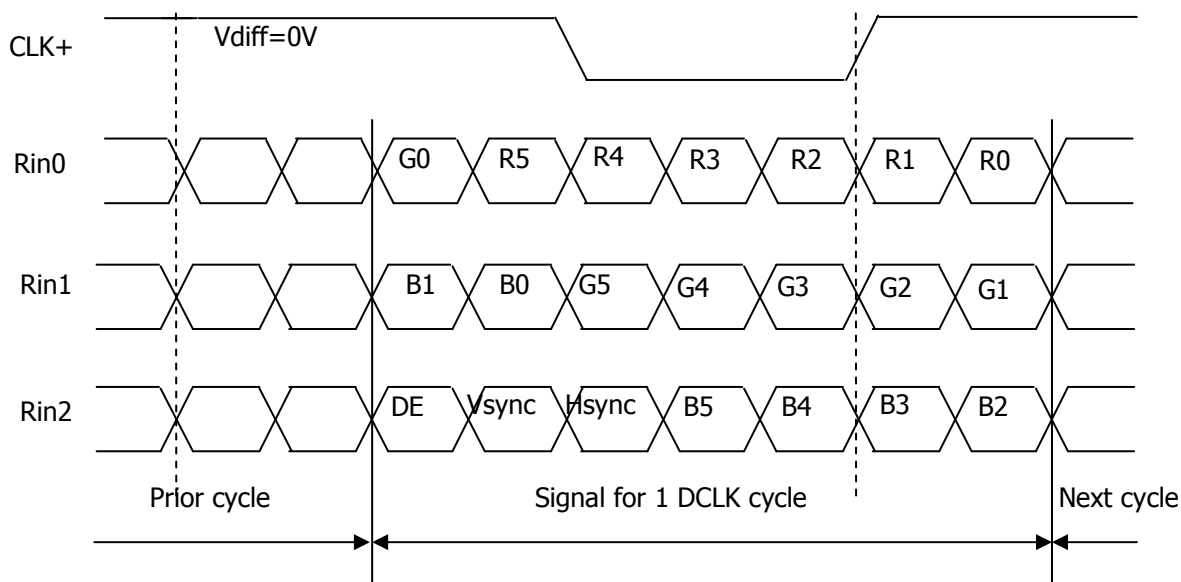 CLK+ Vdiff=0V
Rin0 G0 R5 R4 R3 R2 R1 R0
Rin1 B1 B0 G5 G4 G3 G2 G1
Rin2 DE Vsync Hsync B5 B4 B3 B2
Prior cycle Signal for 1 DCLK cycle Next cycle